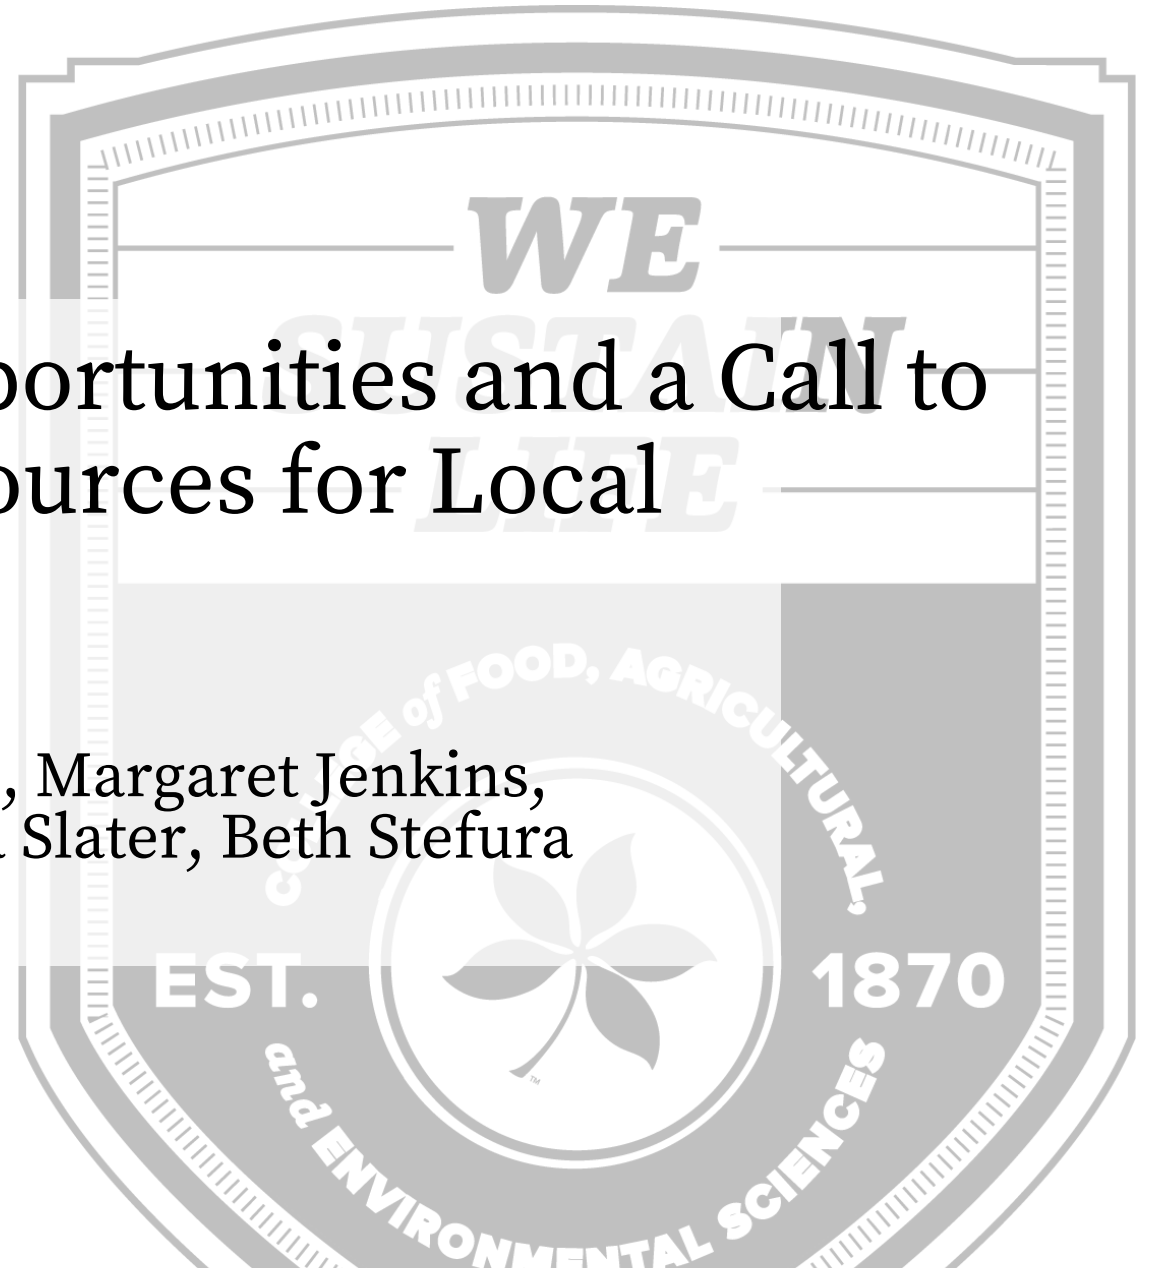 WE
SUSTAIN
portunities and a Call to
ources for Local
LIFE
COLLEGE of FOOD, AGRICULTURAL,
, Margaret Jenkins,
Slater, Beth Stefura
EST. 1870
TM
and ENVIRONMENTAL SCIENCES